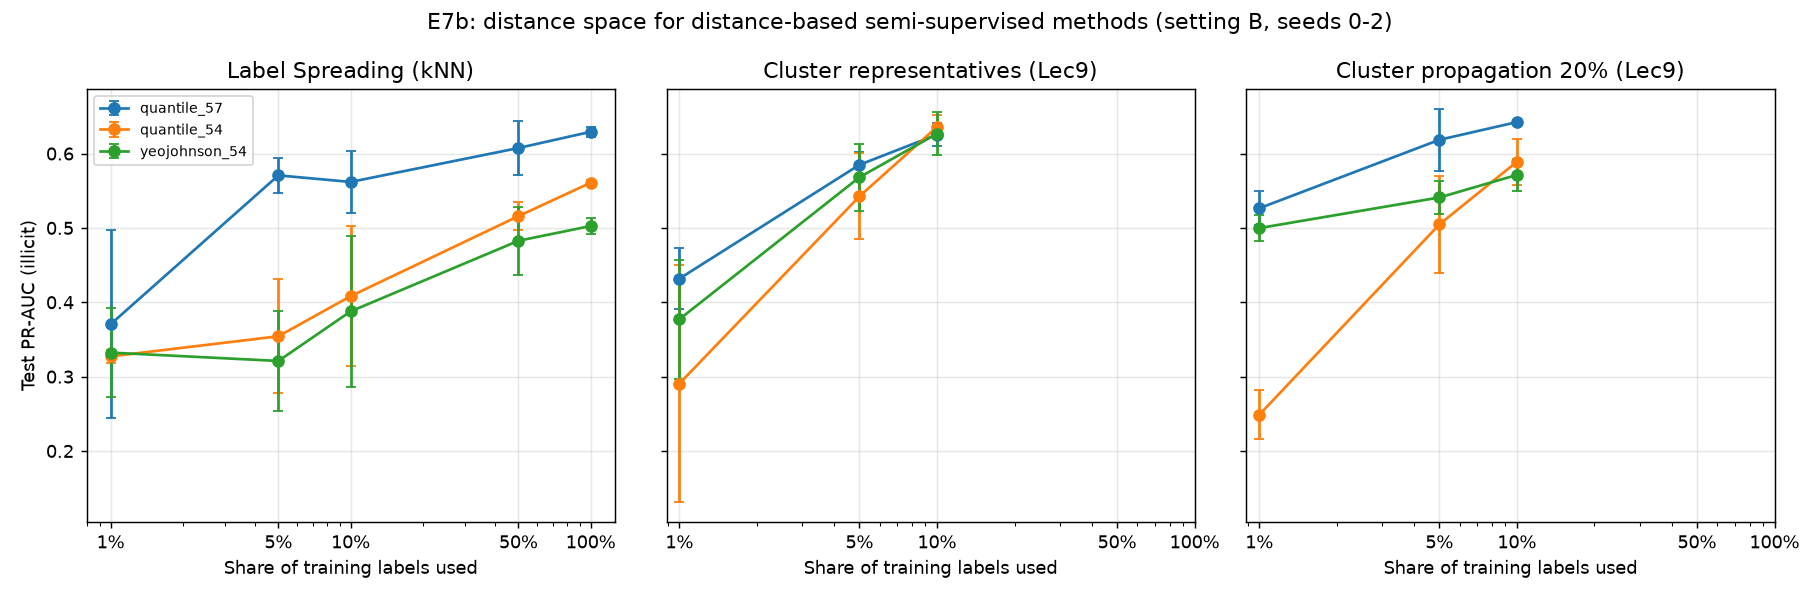 E7b: distance space for distance-based semi-supervised methods (setting B, seeds 0-2)
Label Spreading (kNN)
Cluster representatives (Lec9)
Cluster propagation 20% (Lec9)
quantile_57
quantile_54
yeojohnson_54
Test PR-AUC (illicit)
0.6
0.5
0.4
0.3
0.2
1%
5%
10%
50%
100%
1%
5%
10%
50%
100%
1%
5%
10%
50%
100%
Share of training labels used
Share of training labels used
Share of training labels used